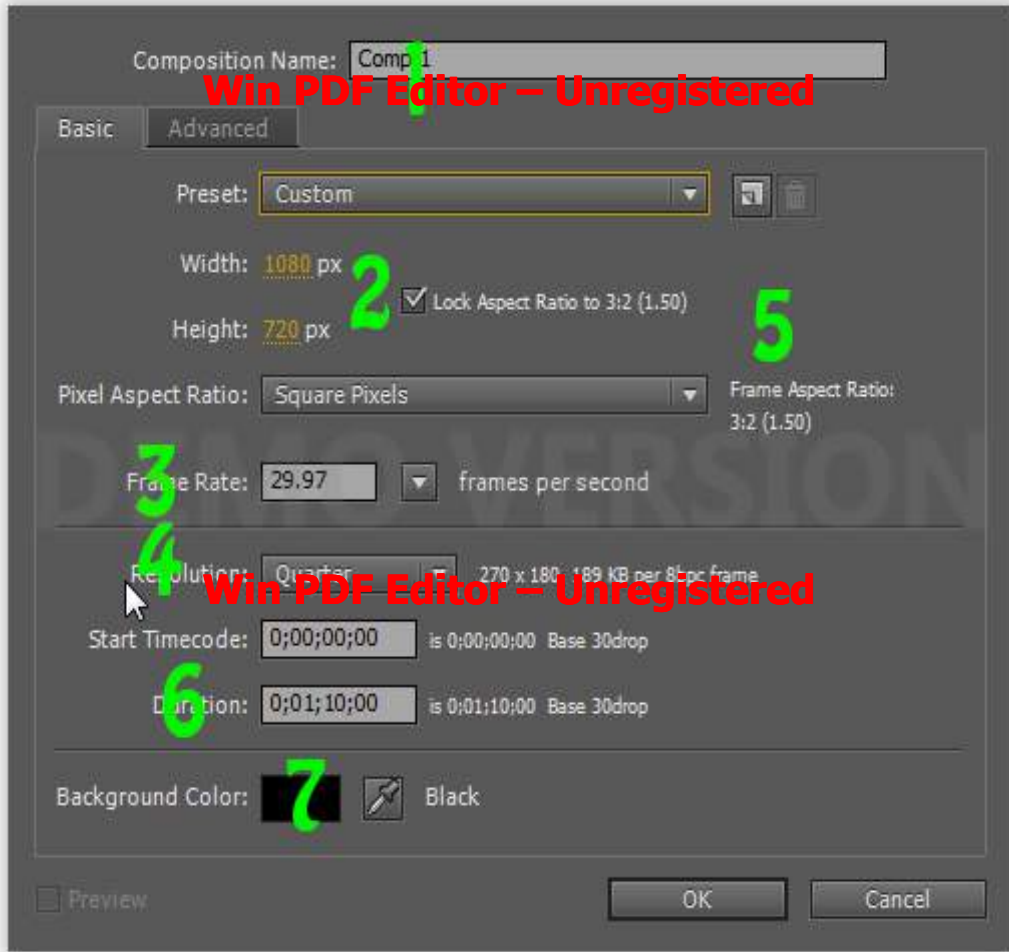 Composition Name: Comp 1
1
Win PDF Editor – Unregistered
Basic Advanced
Preset: Custom
Width: 1080 px
2
Lock Aspect Ratio to 3:2 (1.50)
5
Height: 720 px
Pixel Aspect Ratio: Square Pixels
Frame Aspect Ratio:
3:2 (1.50)
DEMO VERSION
3
Frame Rate: 29.97 frames per second
4
Resolution: Quarter 270 x 180, 189 KB per 8bpc frame
Win PDF Editor – Unregistered
Start Timecode: 0;00;00;00 is 0;00;00;00 Base 30drop
6
Duration: 0;01;10;00 is 0;01;10;00 Base 30drop
7
Background Color: Black
Preview OK Cancel